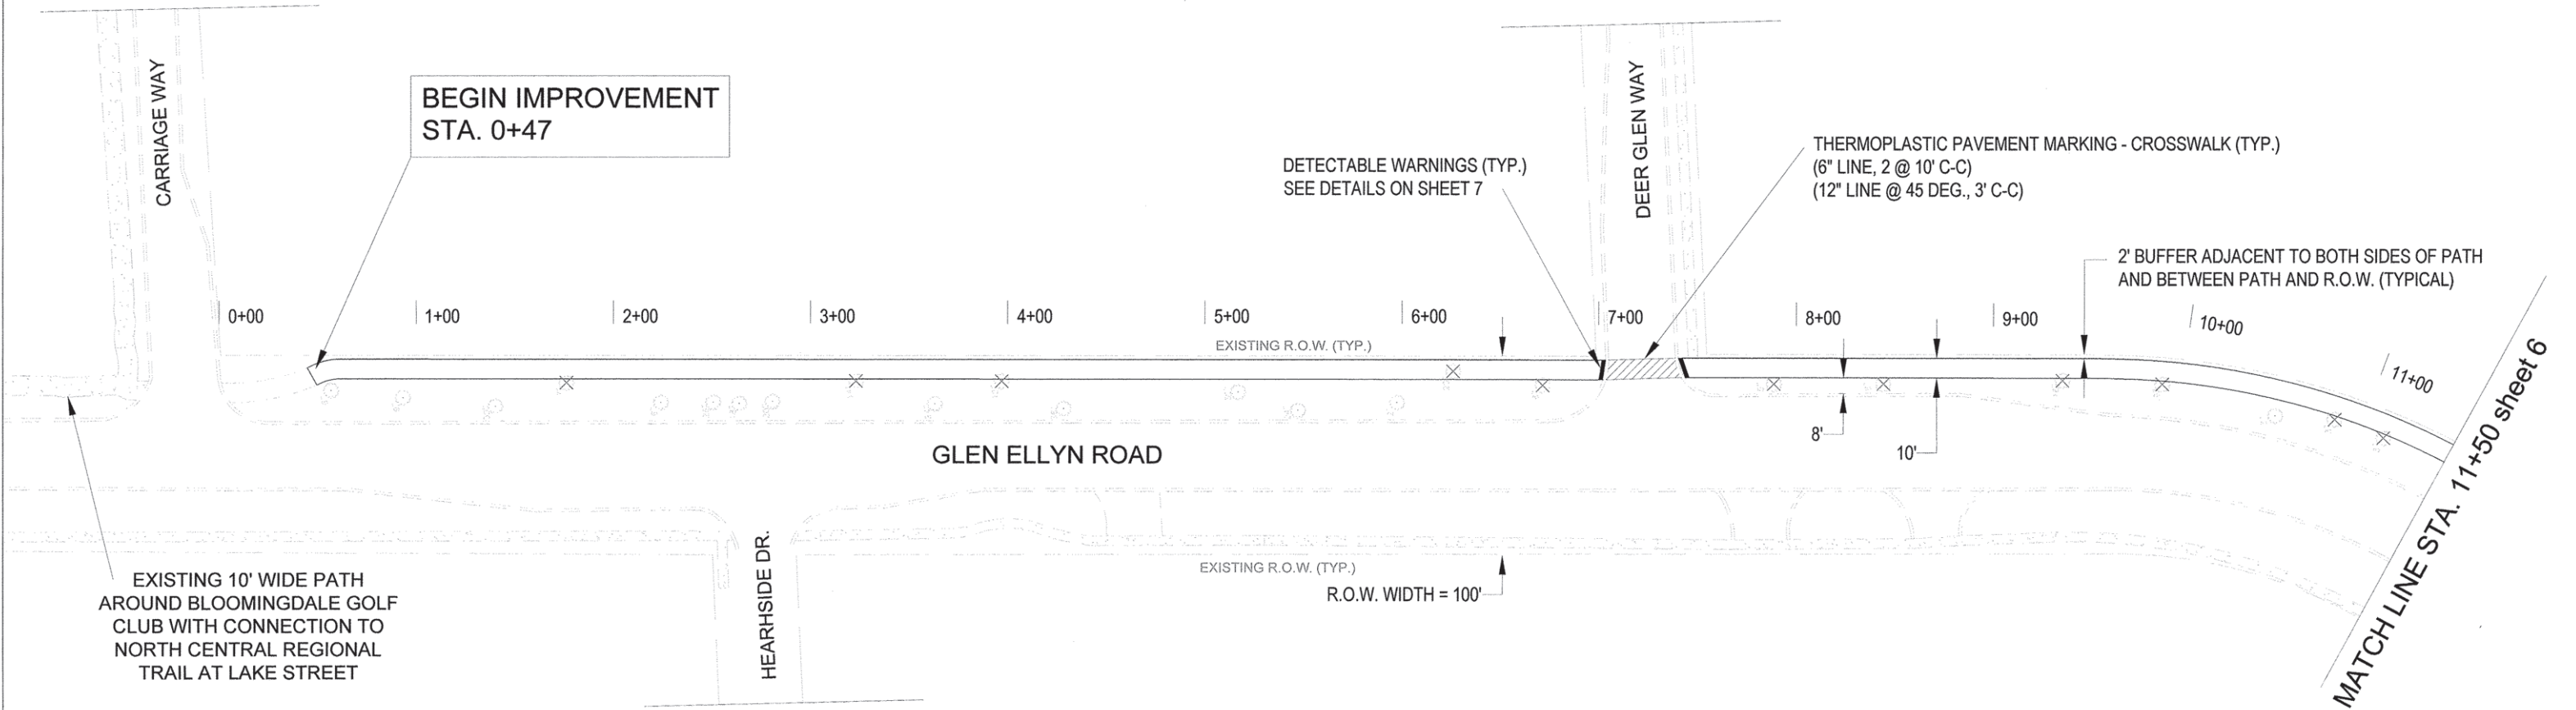 CARRIAGE WAY
BEGIN IMPROVEMENT
STA. 0+47
DETECTABLE WARNINGS (TYP.)
SEE DETAILS ON SHEET 7
DEER GLEN WAY
THERMOPLASTIC PAVEMENT MARKING - CROSSWALK (TYP.)
(6" LINE, 2 @ 10' C-C)
(12" LINE @ 45 DEG., 3' C-C)
2' BUFFER ADJACENT TO BOTH SIDES OF PATH
AND BETWEEN PATH AND R.O.W. (TYPICAL)
0+00
1+00
2+00
3+00
4+00
5+00
6+00
7+00
8+00
9+00
10+00
11+00
EXISTING R.O.W. (TYP.)
8'
10'
GLEN ELLYN ROAD
MATCH LINE STA. 11+50 sheet 6
HEARHSIDE DR.
EXISTING R.O.W. (TYP.)
R.O.W. WIDTH = 100'
EXISTING 10' WIDE PATH
AROUND BLOOMINGDALE GOLF
CLUB WITH CONNECTION TO
NORTH CENTRAL REGIONAL
TRAIL AT LAKE STREET